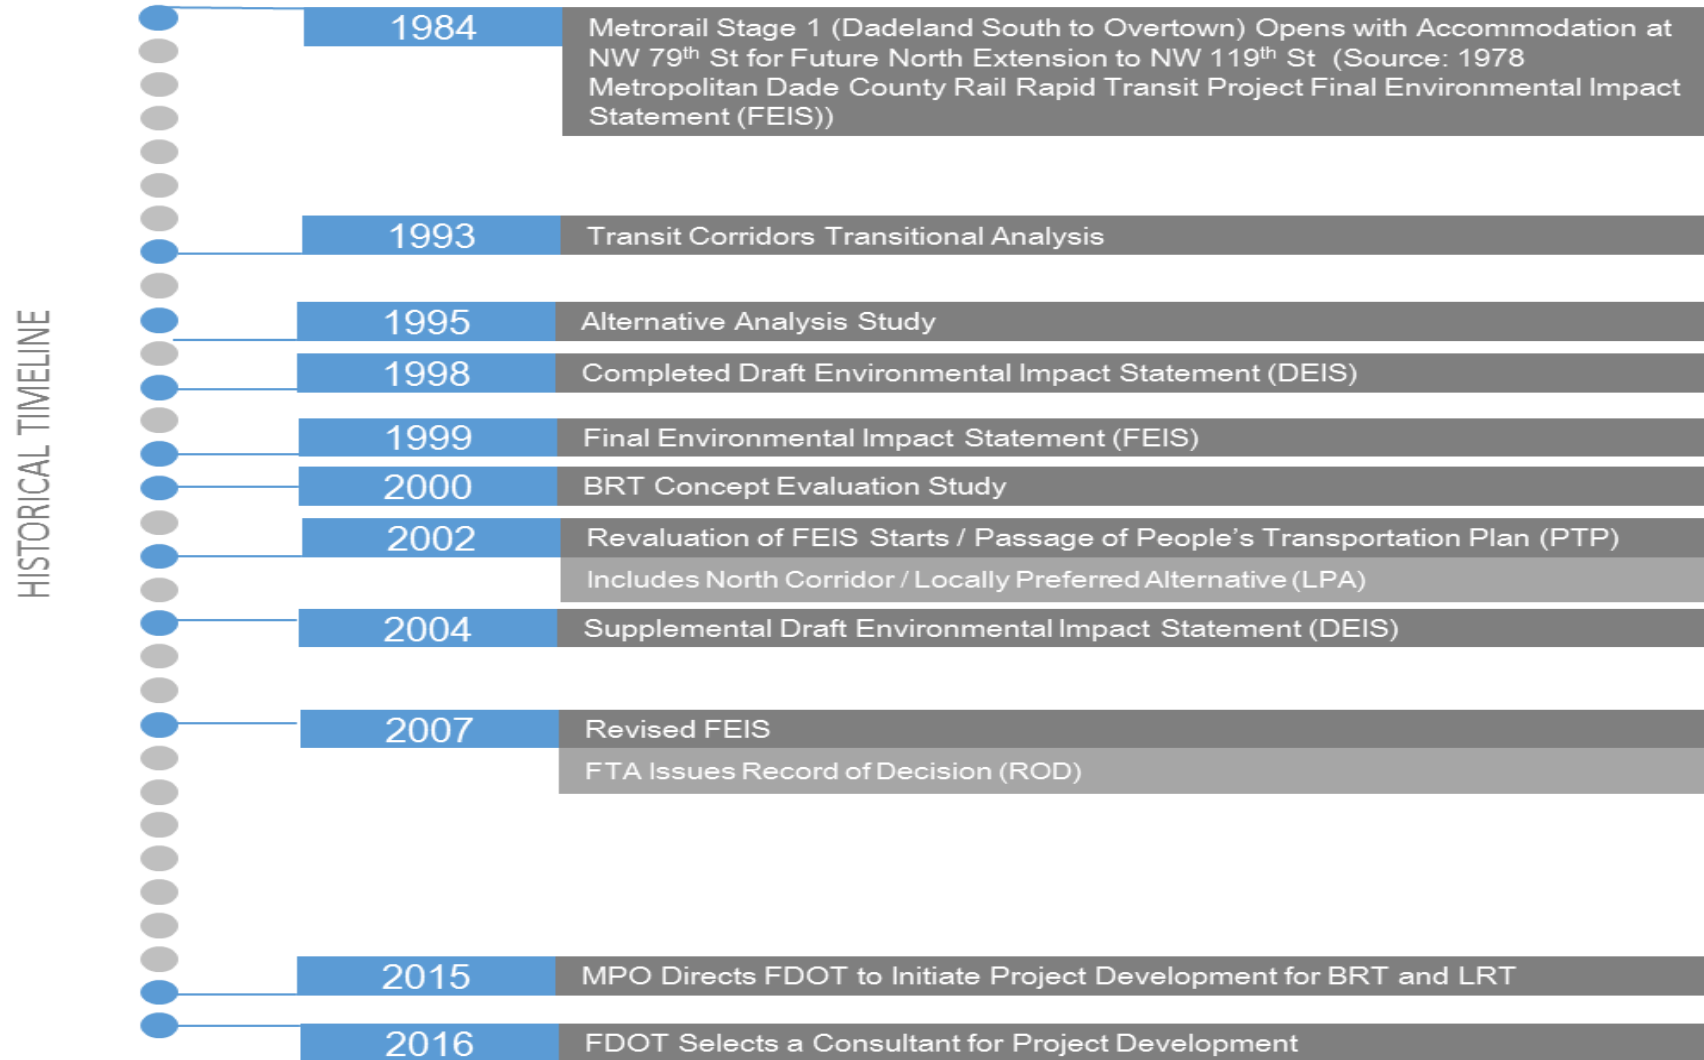 HISTORICAL TIMELINE
1984
Metrorail Stage 1 (Dadeland South to Overtown) Opens with Accommodation at
NW 79th St for Future North Extension to NW 119th St (Source: 1978
Metropolitan Dade County Rail Rapid Transit Project Final Environmental Impact
Statement (FEIS))
1993
Transit Corridors Transitional Analysis
1995
Alternative Analysis Study
1998
Completed Draft Environmental Impact Statement (DEIS)
1999
Final Environmental Impact Statement (FEIS)
2000
BRT Concept Evaluation Study
2002
Revaluation of FEIS Starts / Passage of People’s Transportation Plan (PTP)
Includes North Corridor / Locally Preferred Alternative (LPA)
2004
Supplemental Draft Environmental Impact Statement (DEIS)
2007
Revised FEIS
FTA Issues Record of Decision (ROD)
2015
MPO Directs FDOT to Initiate Project Development for BRT and LRT
2016
FDOT Selects a Consultant for Project Development